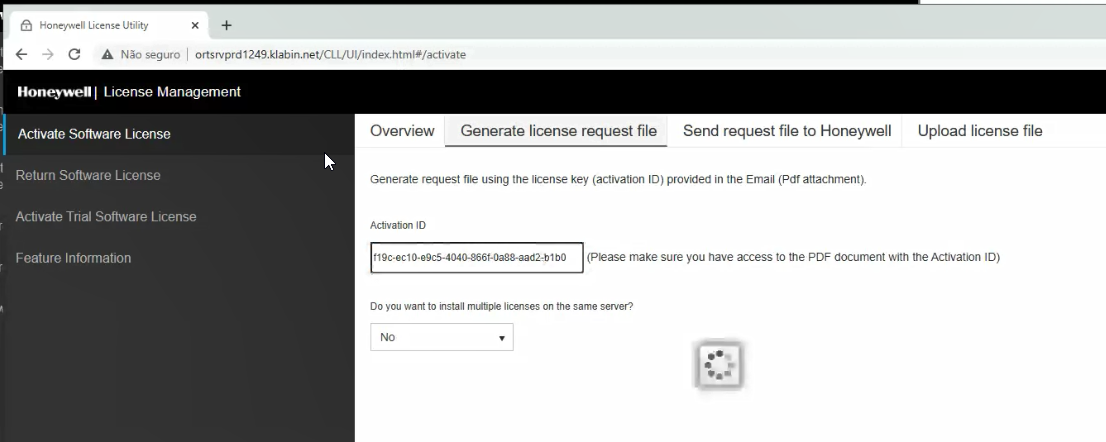 Honeywell License Utility
Não seguro
ortsrvprd1249.klabin.net/CLL/UI/index.html#/activate
Honeywell | License Management
Activate Software License
Return Software License
Activate Trial Software License
Feature Information
Overview
Generate license request file
Send request file to Honeywell
Upload license file
Generate request file using the license key (activation ID) provided in the Email (Pdf attachment).
Activation ID
f19c-ec10-e9c5-4040-866f-0a88-aad2-b1b0
(Please make sure you have access to the PDF document with the Activation ID)
Do you want to install multiple licenses on the same server?
No